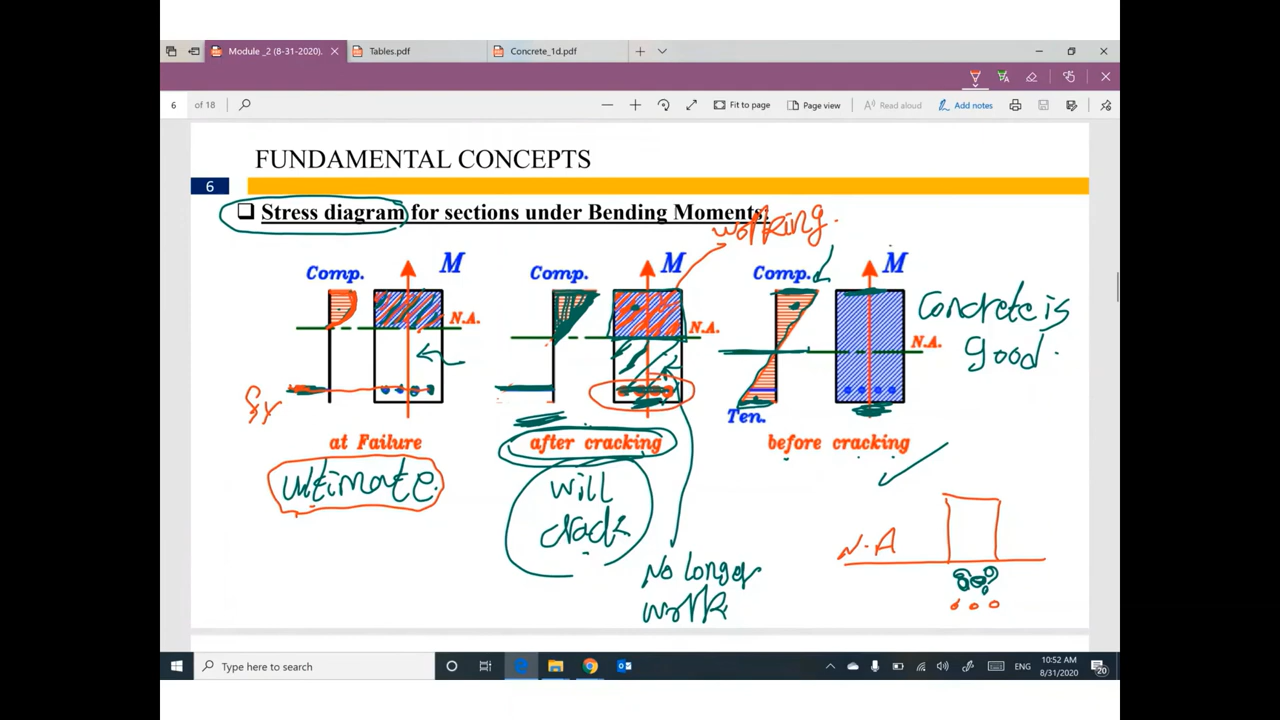 Module _2 (8-31-2020).
Tables.pdf
Concrete_1d.pdf
6 of 18
Fit to page
Page view
Read aloud
Add notes
FUNDAMENTAL CONCEPTS
6
Stress diagram for sections under Bending Moments:
working.
Comp. M
Comp. M
Comp. M
N.A.
N.A.
N.A.
Concrete is
good.
Ten.
at Failure
after cracking
before cracking
ultimate.
will
crack
N.A
No longer
work
Type here to search
ENG
10:52 AM
8/31/2020
20